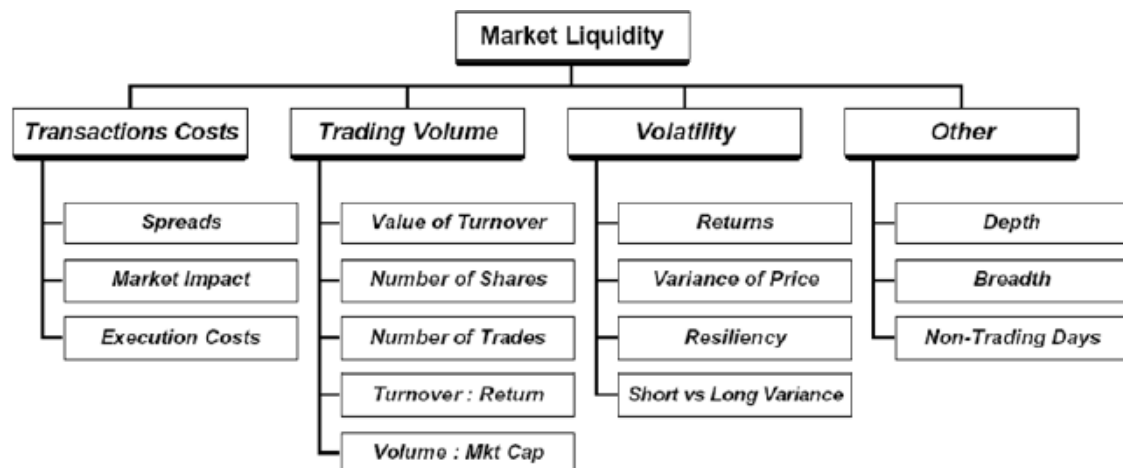 Market Liquidity
Transactions Costs
Trading Volume
Volatility
Other
Spreads
Market Impact
Execution Costs
Value of Turnover
Number of Shares
Number of Trades
Turnover : Return
Volume : Mkt Cap
Returns
Variance of Price
Resiliency
Short vs Long Variance
Depth
Breadth
Non-Trading Days